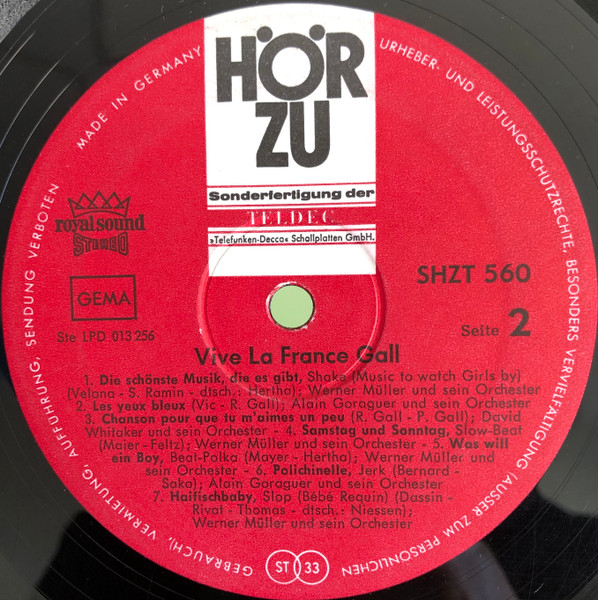 HÖR
ZU
Sonderfertigung der
TELDEC
»Telefunken-Decca« Schallplatten GmbH.
MADE IN GERMANY
URHEBER- UND LEISTUNGSSCHUTZRECHTE, BESONDERS VERVIELFÄLTIGUNG (AUSSER ZUM PERSÖNLICHEN
GEBRAUCH), VERMIETUNG, AUFFÜHRUNG, SENDUNG VERBOTEN
royal sound
STEREO
GEMA
Ste LPD 013 256
SHZT 560
Seite 2
Vive La France Gall
1. Die schönste Musik, die es gibt, Shaka (Music to watch Girls by)
(Velona - S. Ramin - dtsch.: Hertha); Werner Müller und sein Orchester
2. Les yeux bleux (Vic - R. Gall); Alain Goraguer und sein Orchester
3. Chanson pour que tu m'aimes un peu (R. Gall - P. Gall); David
Whitaker und sein Orchester - 4. Samstag und Sonntag, Slow-Beat
(Maier - Feltz); Werner Müller und sein Orchester - 5. Was will
ein Boy, Beat-Polka (Mayer - Hertha); Werner Müller und
sein Orchester - 6. Polichinelle, Jerk (Bernard -
Saka); Alain Goraguer und sein Orchester
7. Haifischbaby, Slop (Bébé Requin) (Dassin -
Rivat - Thomas - dtsch.: Niessen);
Werner Müller und sein Orchester
ST 33